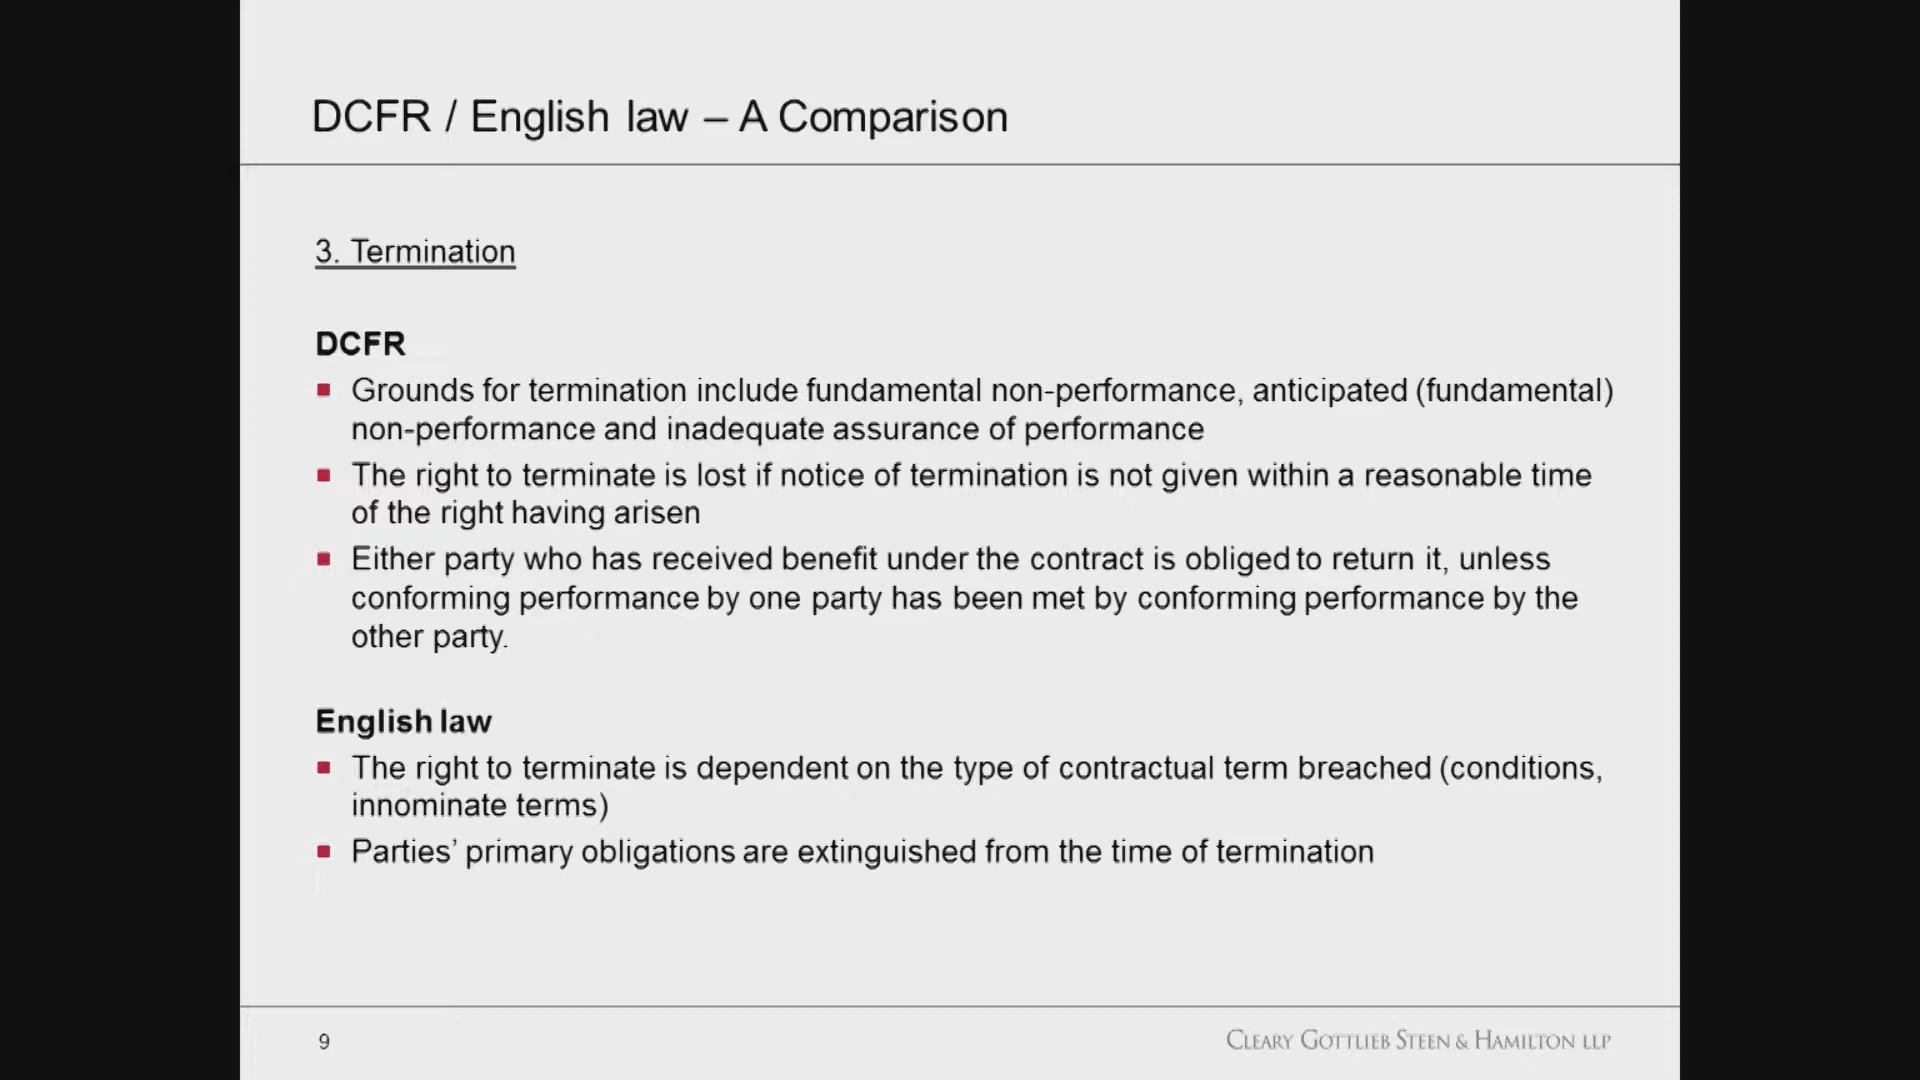 DCFR / English law – A Comparison
3. Termination
DCFR
Grounds for termination include fundamental non-performance, anticipated (fundamental)
non-performance and inadequate assurance of performance
The right to terminate is lost if notice of termination is not given within a reasonable time
of the right having arisen
Either party who has received benefit under the contract is obliged to return it, unless
conforming performance by one party has been met by conforming performance by the
other party.
English law
The right to terminate is dependent on the type of contractual term breached (conditions,
innominate terms)
Parties’ primary obligations are extinguished from the time of termination
9
CLEARY GOTTLIEB STEEN & HAMILTON LLP